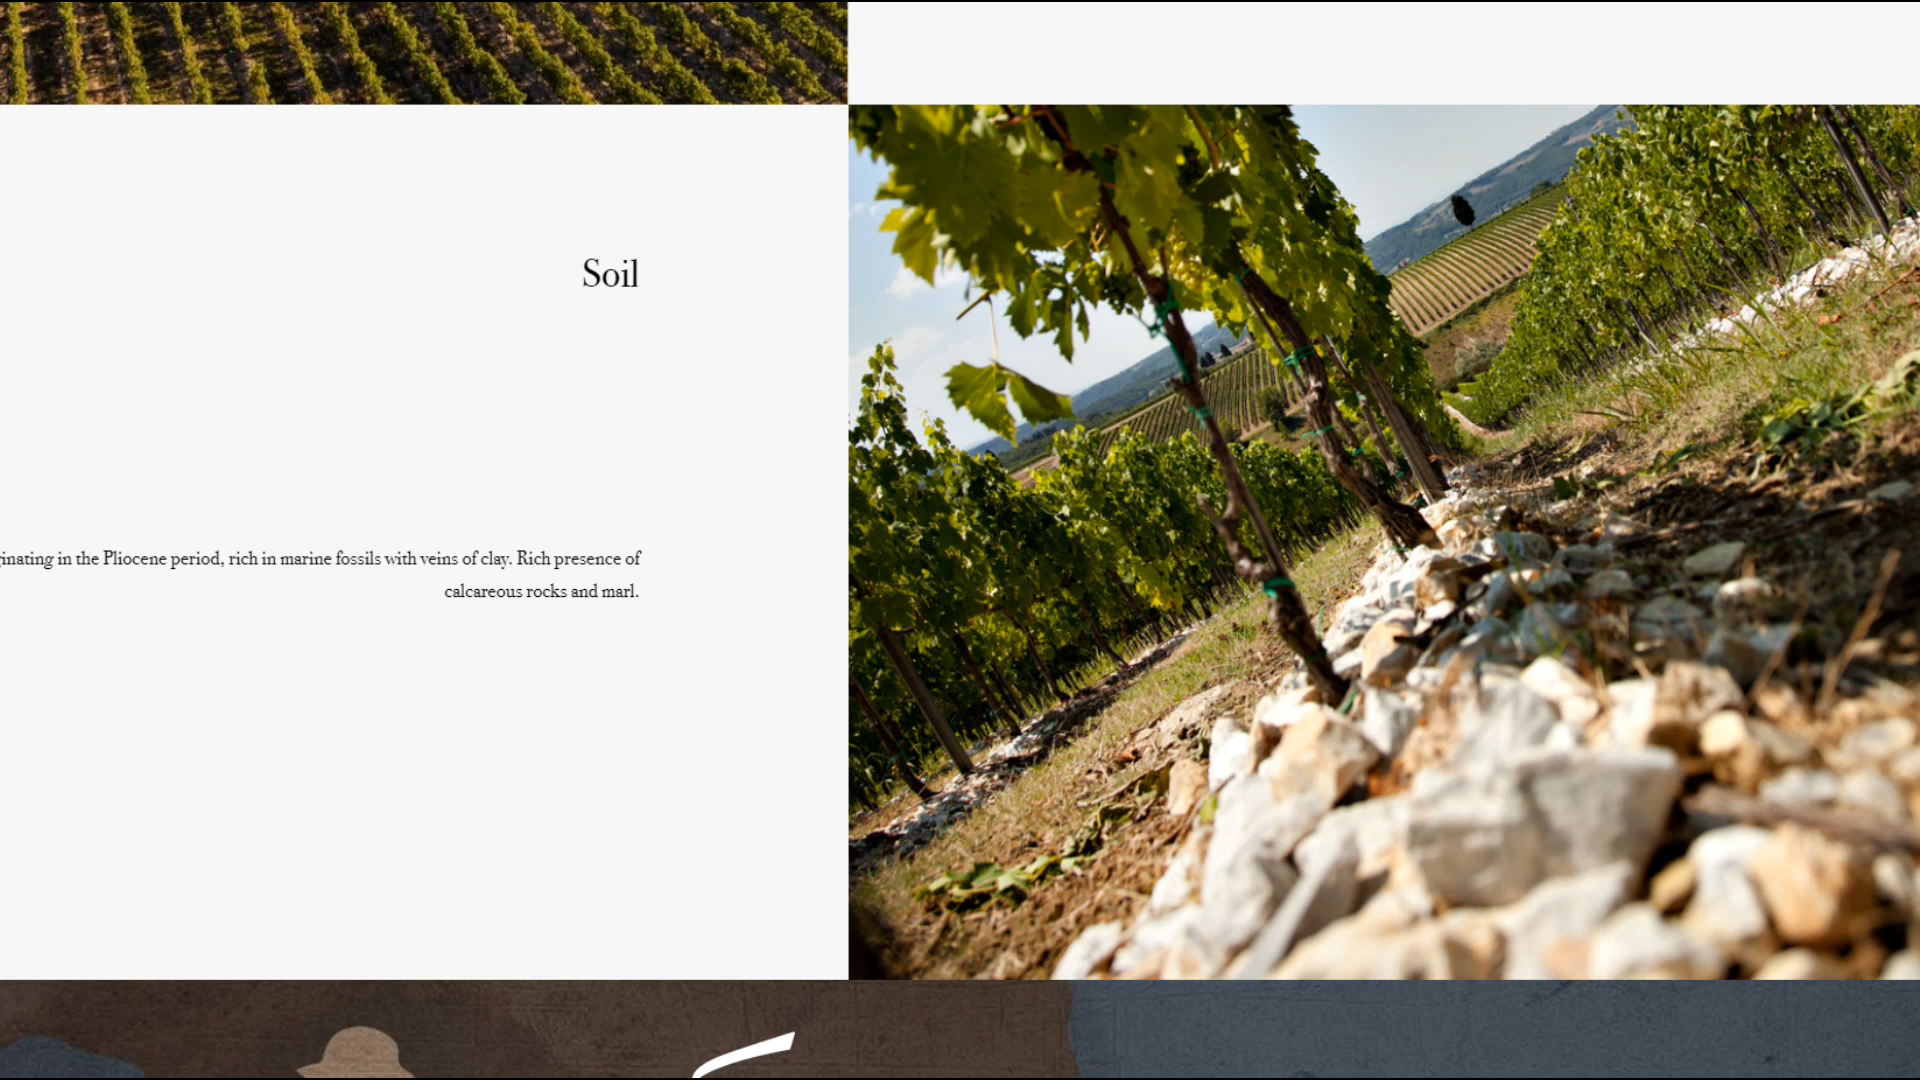 Soil
in the Pliocene period, rich in marine fossils with veins of clay. Rich presence of
calcareous rocks and marl.